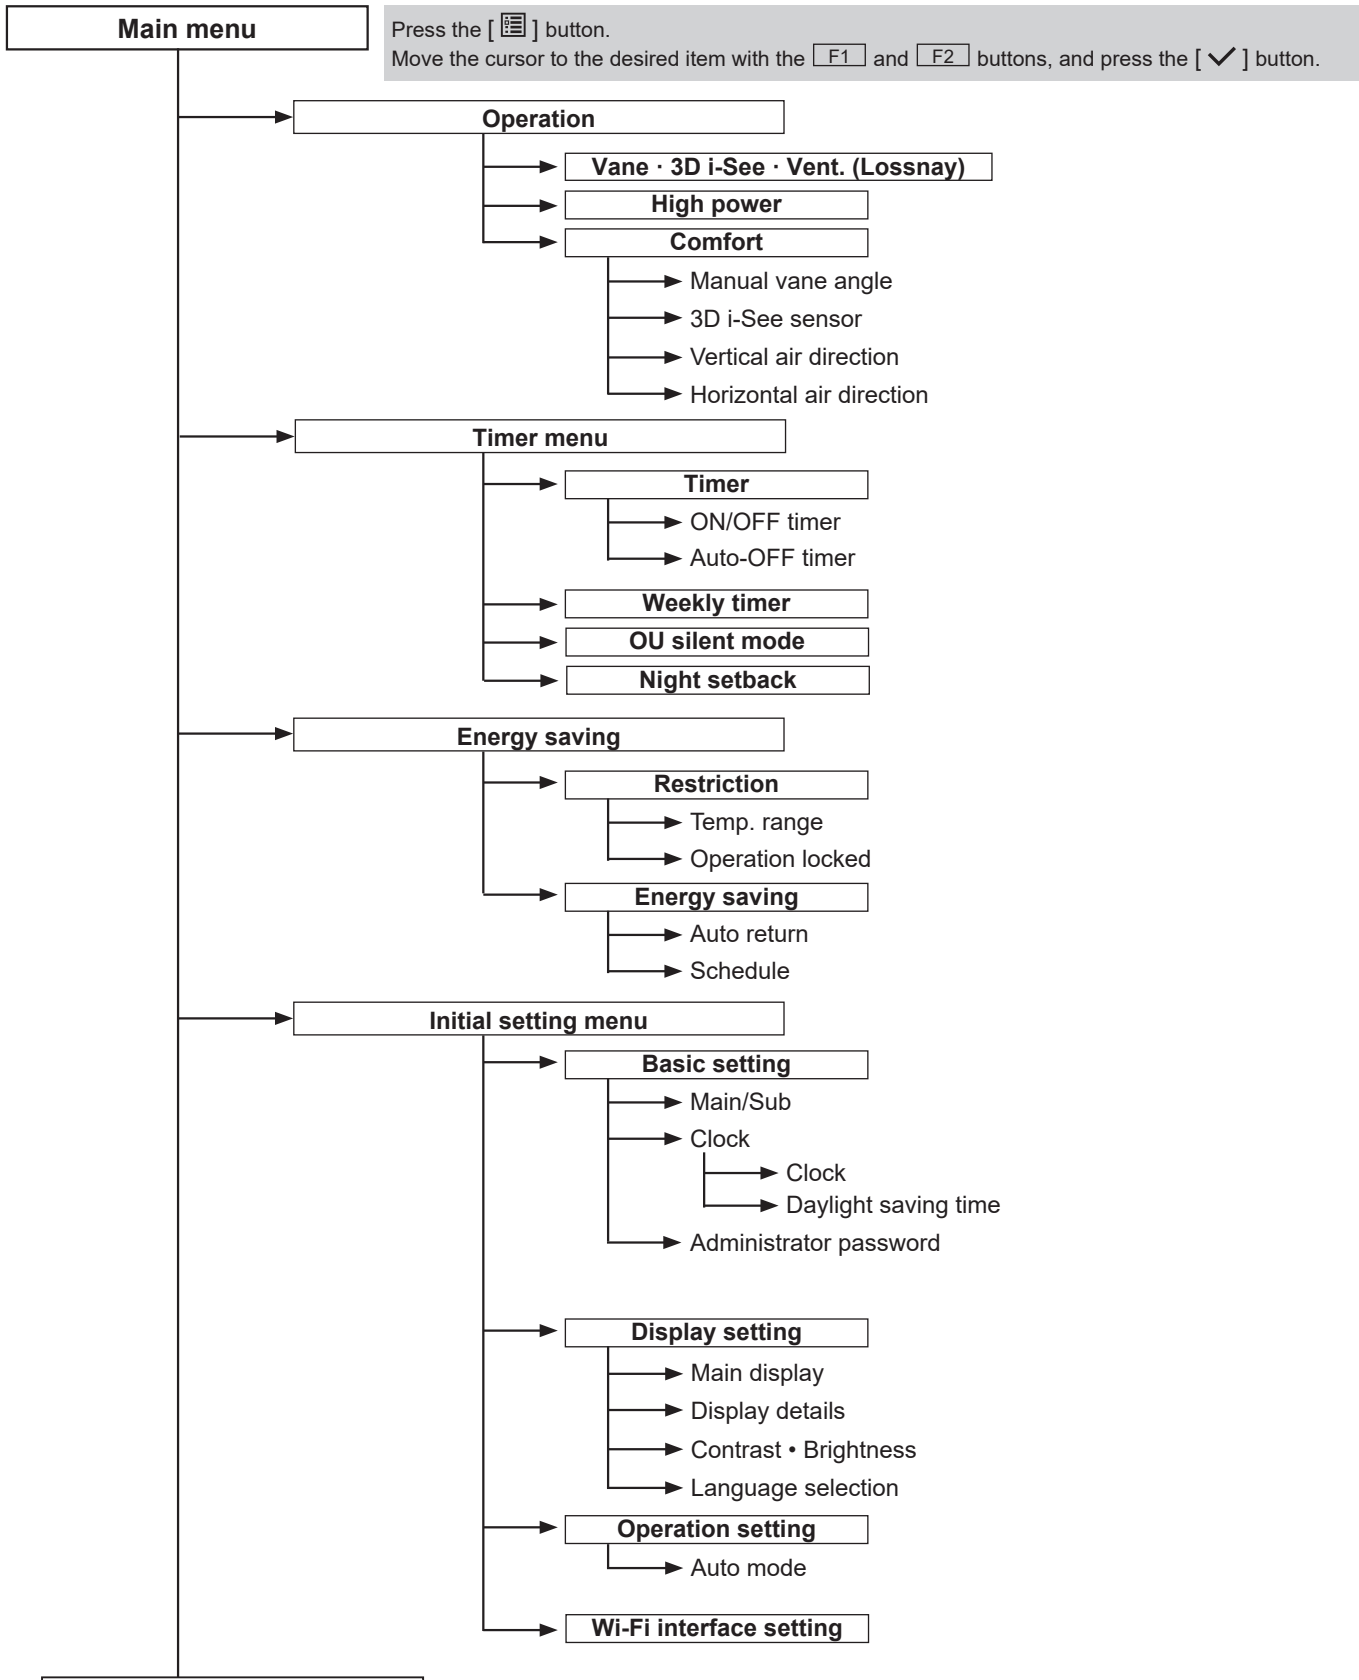 Main menu
Press the [ ] button.
Move the cursor to the desired item with the F1 and F2 buttons, and press the [ ✓ ] button.
Operation
Vane · 3D i-See · Vent. (Lossnay)
High power
Comfort
Manual vane angle
3D i-See sensor
Vertical air direction
Horizontal air direction
Timer menu
Timer
ON/OFF timer
Auto-OFF timer
Weekly timer
OU silent mode
Night setback
Energy saving
Restriction
Temp. range
Operation locked
Energy saving
Auto return
Schedule
Initial setting menu
Basic setting
Main/Sub
Clock
Clock
Daylight saving time
Administrator password
Display setting
Main display
Display details
Contrast • Brightness
Language selection
Operation setting
Auto mode
Wi-Fi interface setting